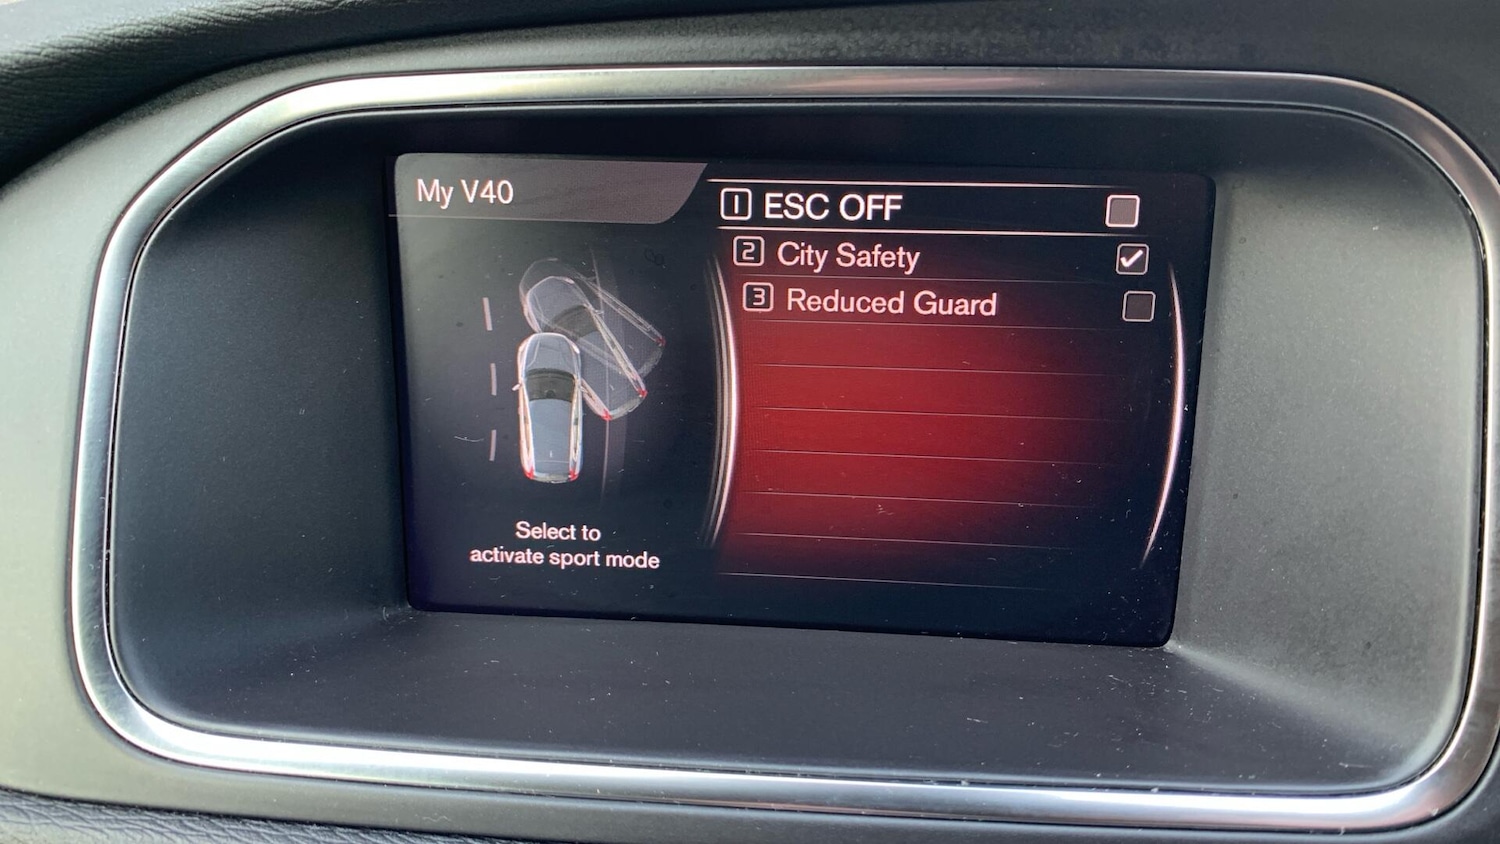 My V40
1 ESC OFF
2 City Safety
3 Reduced Guard
Select to
activate sport mode